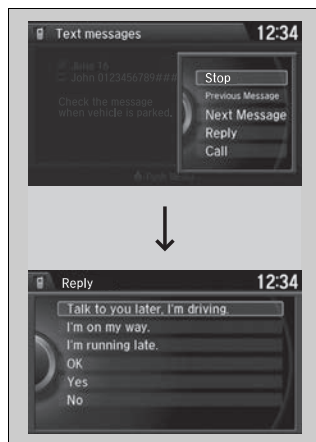 Text messages
12:34
June 16
John 0123456789###
Check the message
when vehicle is parked,
Stop
Previous Message
Next Message
Reply
Call
Reply
12:34
Talk to you later, I'm driving.
I'm on my way.
I'm running late.
OK
Yes
No